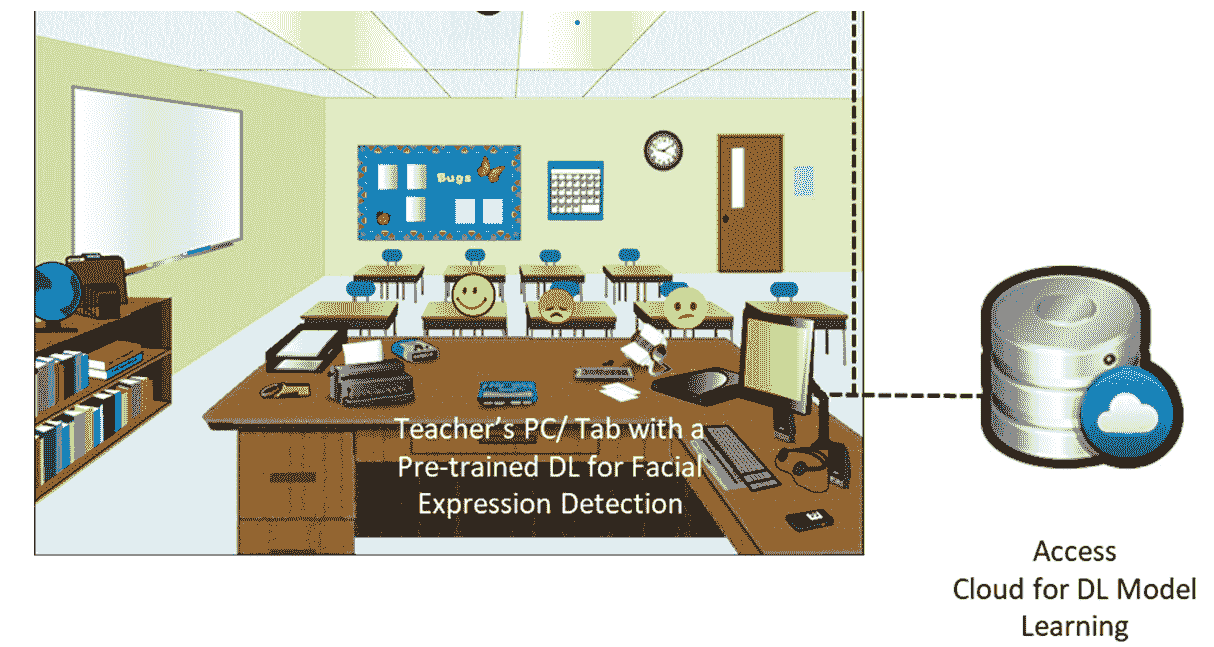 Bugs
Teacher's PC/ Tab with a
Pre-trained DL for Facial
Expression Detection
Access
Cloud for DL Model
Learning